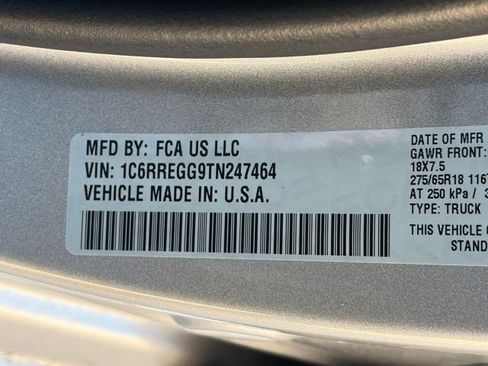 MFD BY: FCA US LLC
VIN: 1C6RREGG9TN247464
VEHICLE MADE IN: U.S.A.
DATE OF MFR
GAWR FRONT:
18X7.5
275/65R18 116T
AT 250 kPa /
TYPE: TRUCK
THIS VEHICLE
STAND